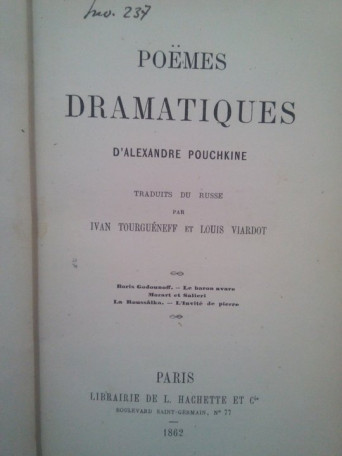 Inv. 237
POËMES
DRAMATIQUES
D'ALEXANDRE POUCHKINE
TRADUITS DU RUSSE
PAR
IVAN TOURGUÉNEFF ET LOUIS VIARDOT
Boris Godounoff. — Le baron avare
Mozart et Salieri
La Roussâlka. — L'Invité de pierre
PARIS
LIBRAIRIE DE L. HACHETTE ET Cie
BOULEVARD SAINT-GERMAIN, N° 77
1862